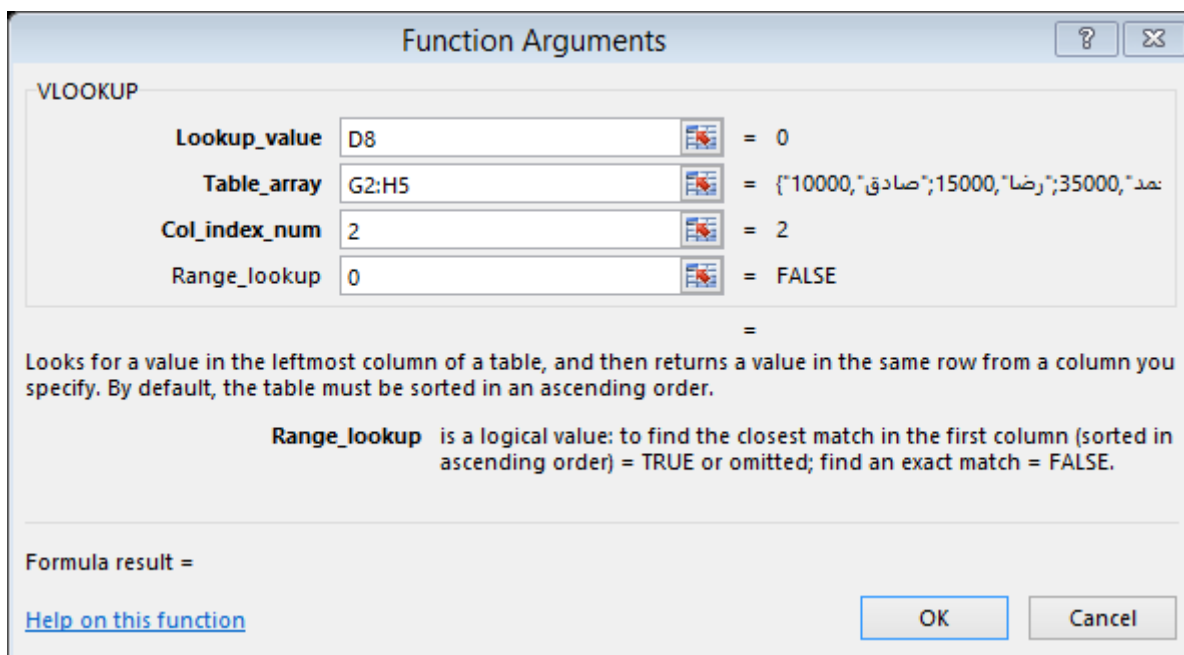 Function Arguments
VLOOKUP
Lookup_value D8 = 0
Table_array G2:H5 = {"صادق",10000;"رضا",15000;"مد",35000
Col_index_num 2 = 2
Range_lookup 0 = FALSE
=
Looks for a value in the leftmost column of a table, and then returns a value in the same row from a column you
specify. By default, the table must be sorted in an ascending order.
Range_lookup is a logical value: to find the closest match in the first column (sorted in
ascending order) = TRUE or omitted; find an exact match = FALSE.
Formula result =
Help on this function
OK Cancel